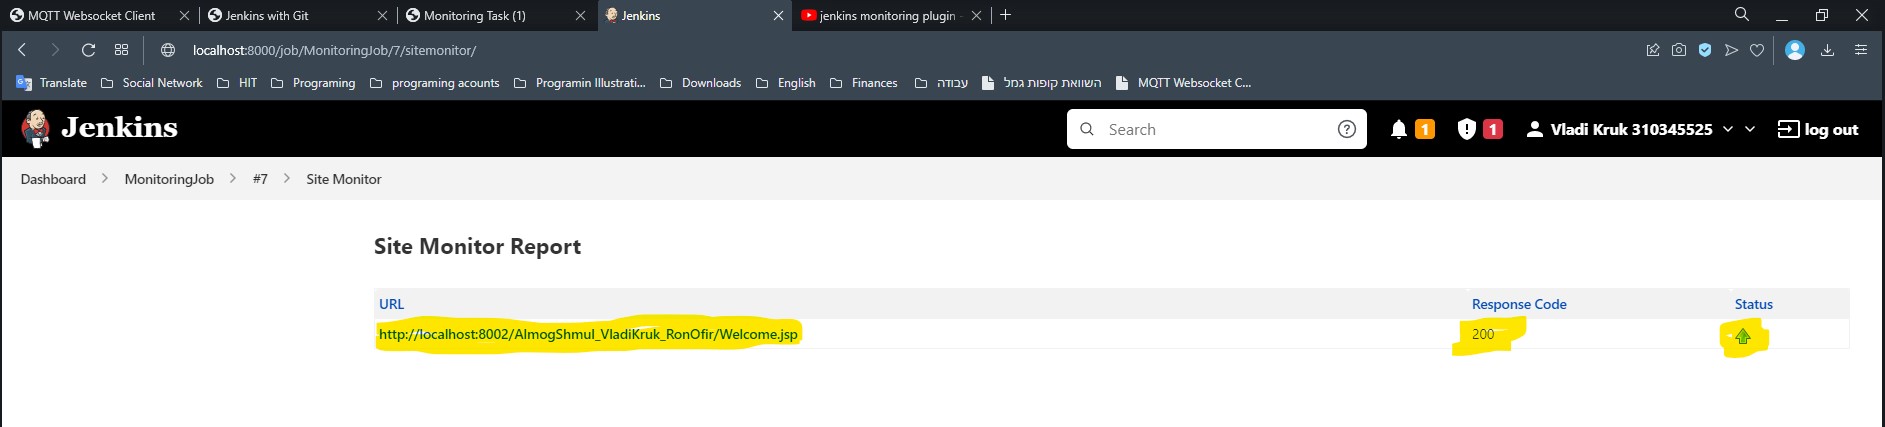 MQTT Websocket Client Jenkins with Git Monitoring Task (1) Jenkins jenkins monitoring plugin
localhost:8000/job/MonitoringJob/7/sitemonitor/
Translate Social Network HIT Programing programing acounts Programin Illustrati... Downloads English Finances עבודה השוואת קופות גמל MQTT Websocket C...
Jenkins Search 1 1 Vladi Kruk 310345525 log out
Dashboard MonitoringJob #7 Site Monitor
Site Monitor Report
URL Response Code Status
http://localhost:8002/AlmogShmul_VladiKruk_RonOfir/Welcome.jsp 200